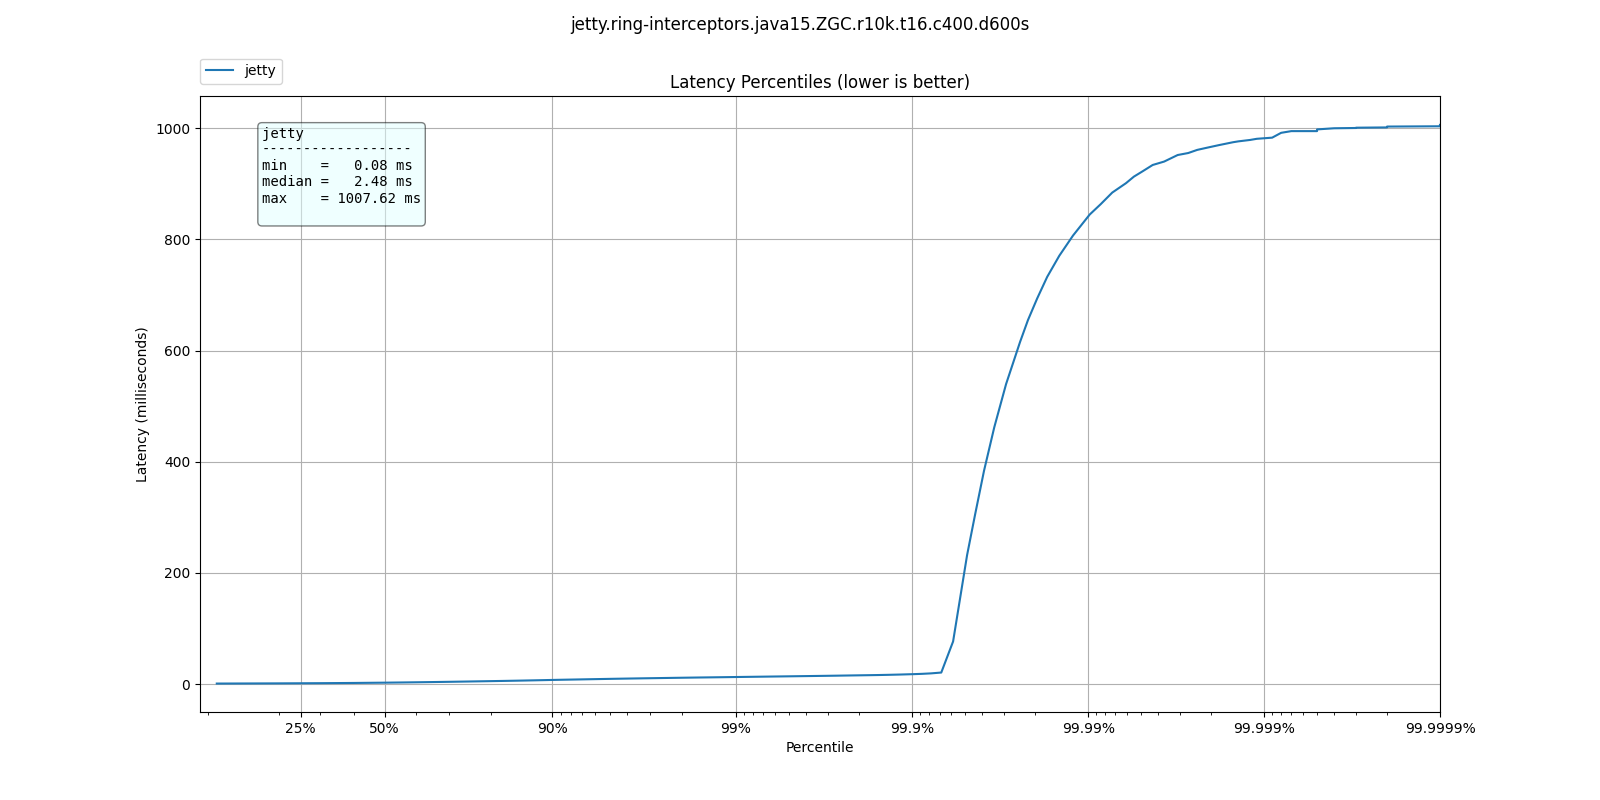 jetty.ring-interceptors.java15.ZGC.r10k.t16.c400.d600s
jetty
Latency Percentiles (lower is better)
jetty
------------------
min    =   0.08 ms
median =   2.48 ms
max    = 1007.62 ms
1000
800
600
400
200
0
Latency (milliseconds)
25% 50% 90% 99% 99.9% 99.99% 99.999% 99.9999%
Percentile